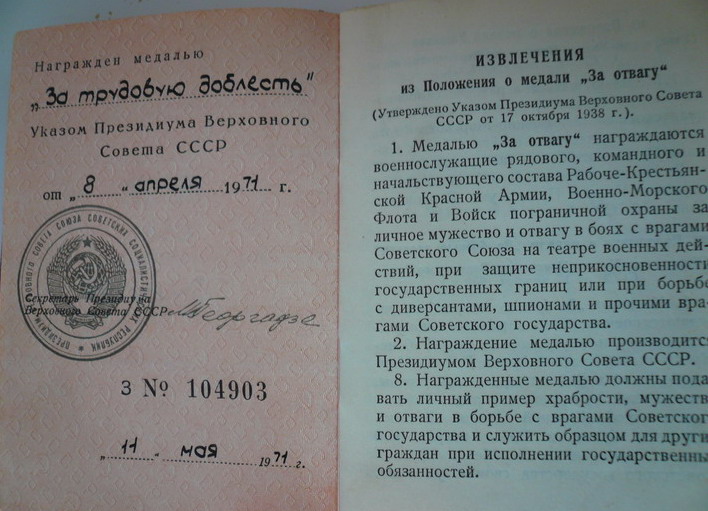 Награжден медалью
„За трудовую доблесть"
Указом Президиума Верховного
Совета СССР
от „ 8 " апреля 1971 г.
Секретарь Президиума
Верховного Совета СССР МГеоргадзе
З № 104903
„ 11 " мая 1971 г.
ИЗВЛЕЧЕНИЯ
из Положения о медали „За отвагу"
(Утверждено Указом Президиума Верховного Совета
СССР от 17 октября 1938 г.).
1. Медалью „За отвагу" награждаются
военнослужащие рядового, командного и
начальствующего состава Рабоче-Крестьян-
ской Красной Армии, Военно-Морского
Флота и Войск пограничной охраны за
личное мужество и отвагу в боях с врагами
Советского Союза на театре военных дей-
ствий, при защите неприкосновенности
государственных границ или при борьбе
с диверсантами, шпионами и прочими вра-
гами Советского государства.
2. Награждение медалью производится
Президиумом Верховного Совета СССР.
8. Награжденные медалью должны пода
вать личный пример храбрости, мужеств
и отваги в борьбе с врагами Советског
государства и служить образцом для други
граждан при исполнении государственны
обязанностей.